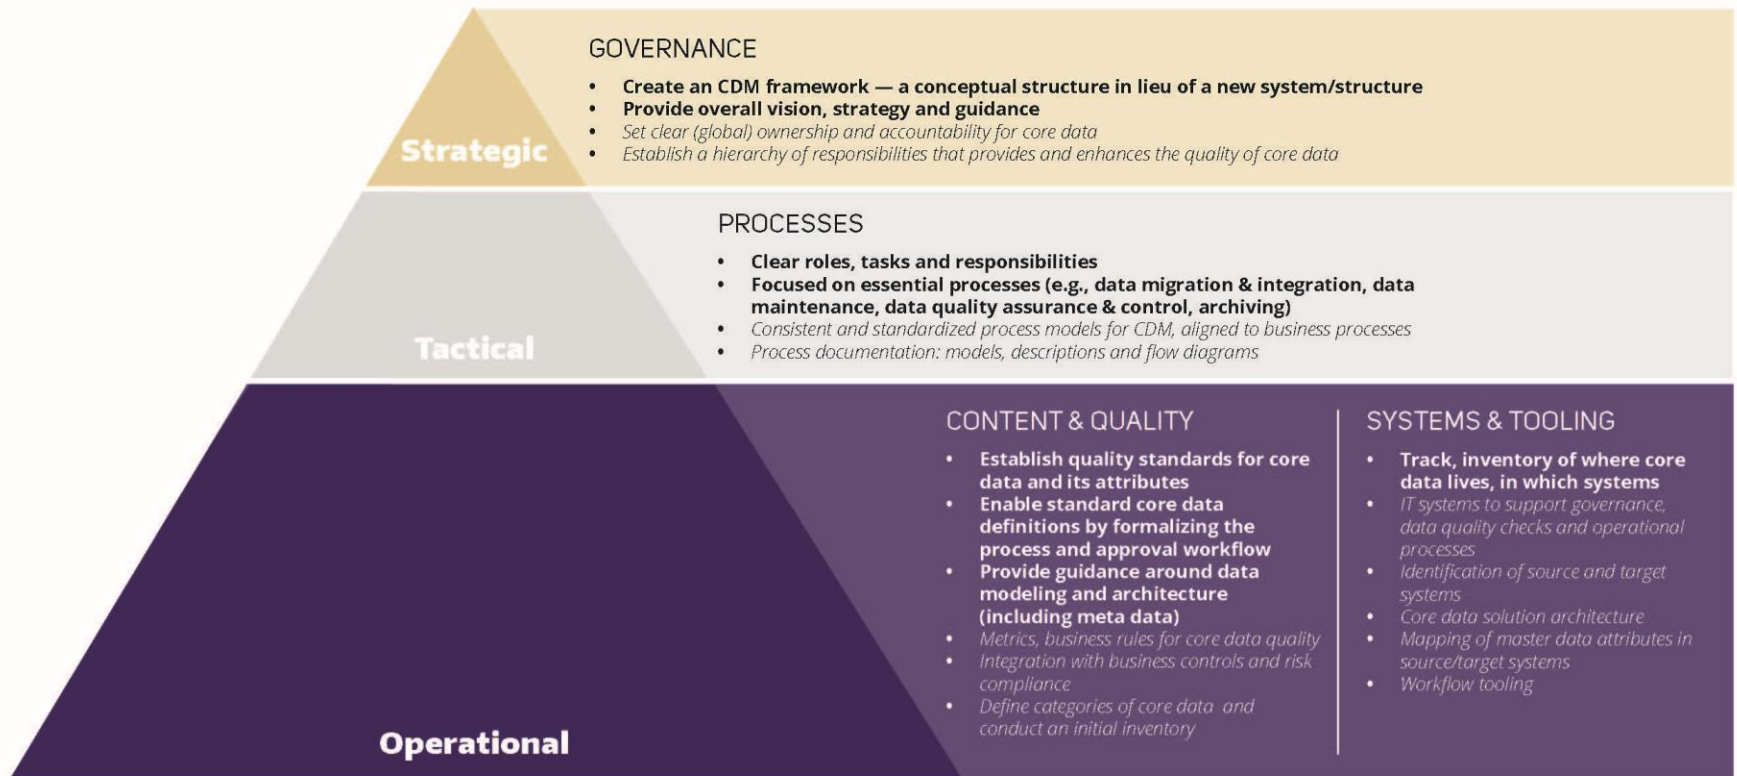 GOVERNANCE
• Create an CDM framework — a conceptual structure in lieu of a new system/structure
• Provide overall vision, strategy and guidance
• Set clear (global) ownership and accountability for core data
• Establish a hierarchy of responsibilities that provides and enhances the quality of core data
Strategic
PROCESSES
• Clear roles, tasks and responsibilities
• Focused on essential processes (e.g., data migration & integration, data
maintenance, data quality assurance & control, archiving)
• Consistent and standardized process models for CDM, aligned to business processes
• Process documentation: models, descriptions and flow diagrams
Tactical
CONTENT & QUALITY
• Establish quality standards for core
data and its attributes
• Enable standard core data
definitions by formalizing the
process and approval workflow
• Provide guidance around data
modeling and architecture
(including meta data)
• Metrics, business rules for core data quality
• Integration with business controls and risk
compliance
• Define categories of core data and
conduct an initial inventory
SYSTEMS & TOOLING
• Track, inventory of where core
data lives, in which systems
• IT systems to support governance,
data quality checks and operational
processes
• Identification of source and target
systems
• Core data solution architecture
• Mapping of master data attributes in
source/target systems
• Workflow tooling
Operational